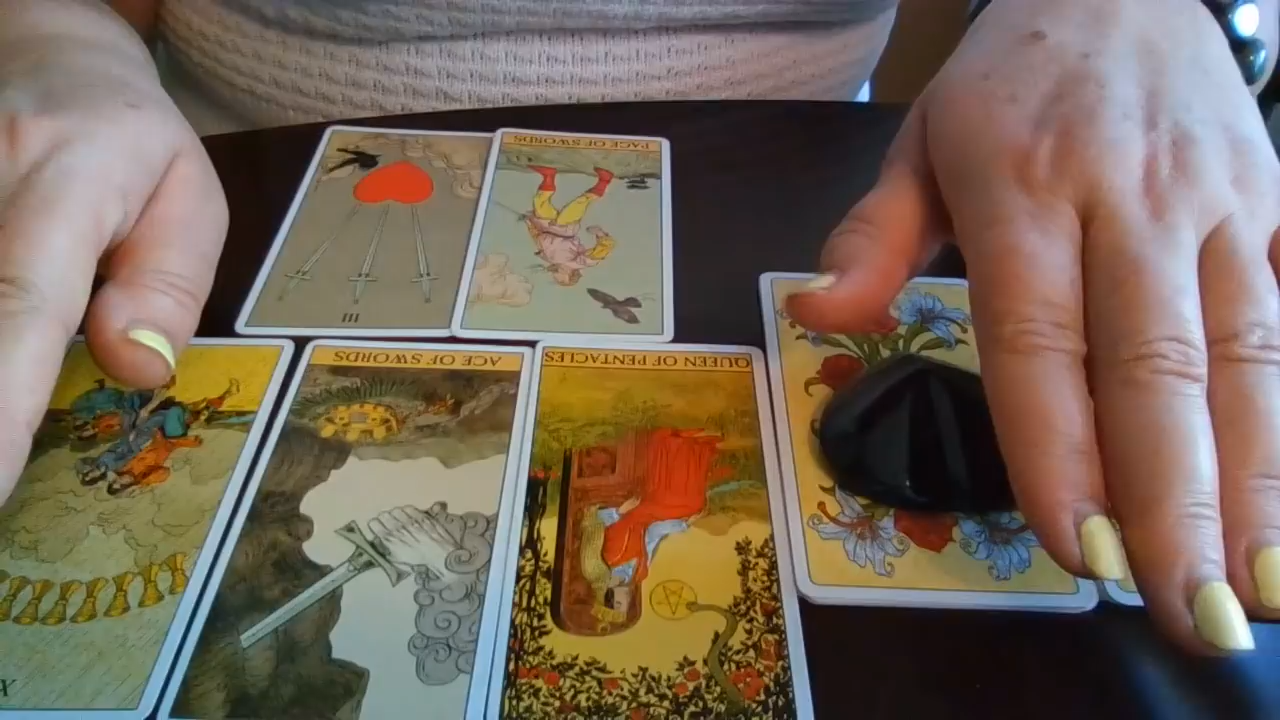 PAGE OF SWORDS
III
ACE OF SWORDS
QUEEN OF PENTACLES
X